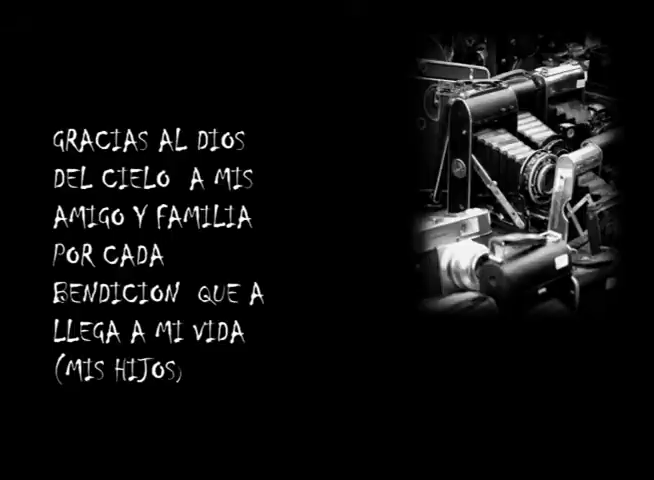 GRACIAS AL DIOS
DEL CIELO A MIS
AMIGO Y FAMILIA
POR CADA
BENDICION QUE A
LLEGA A MI VIDA
(MIS HIJOS)